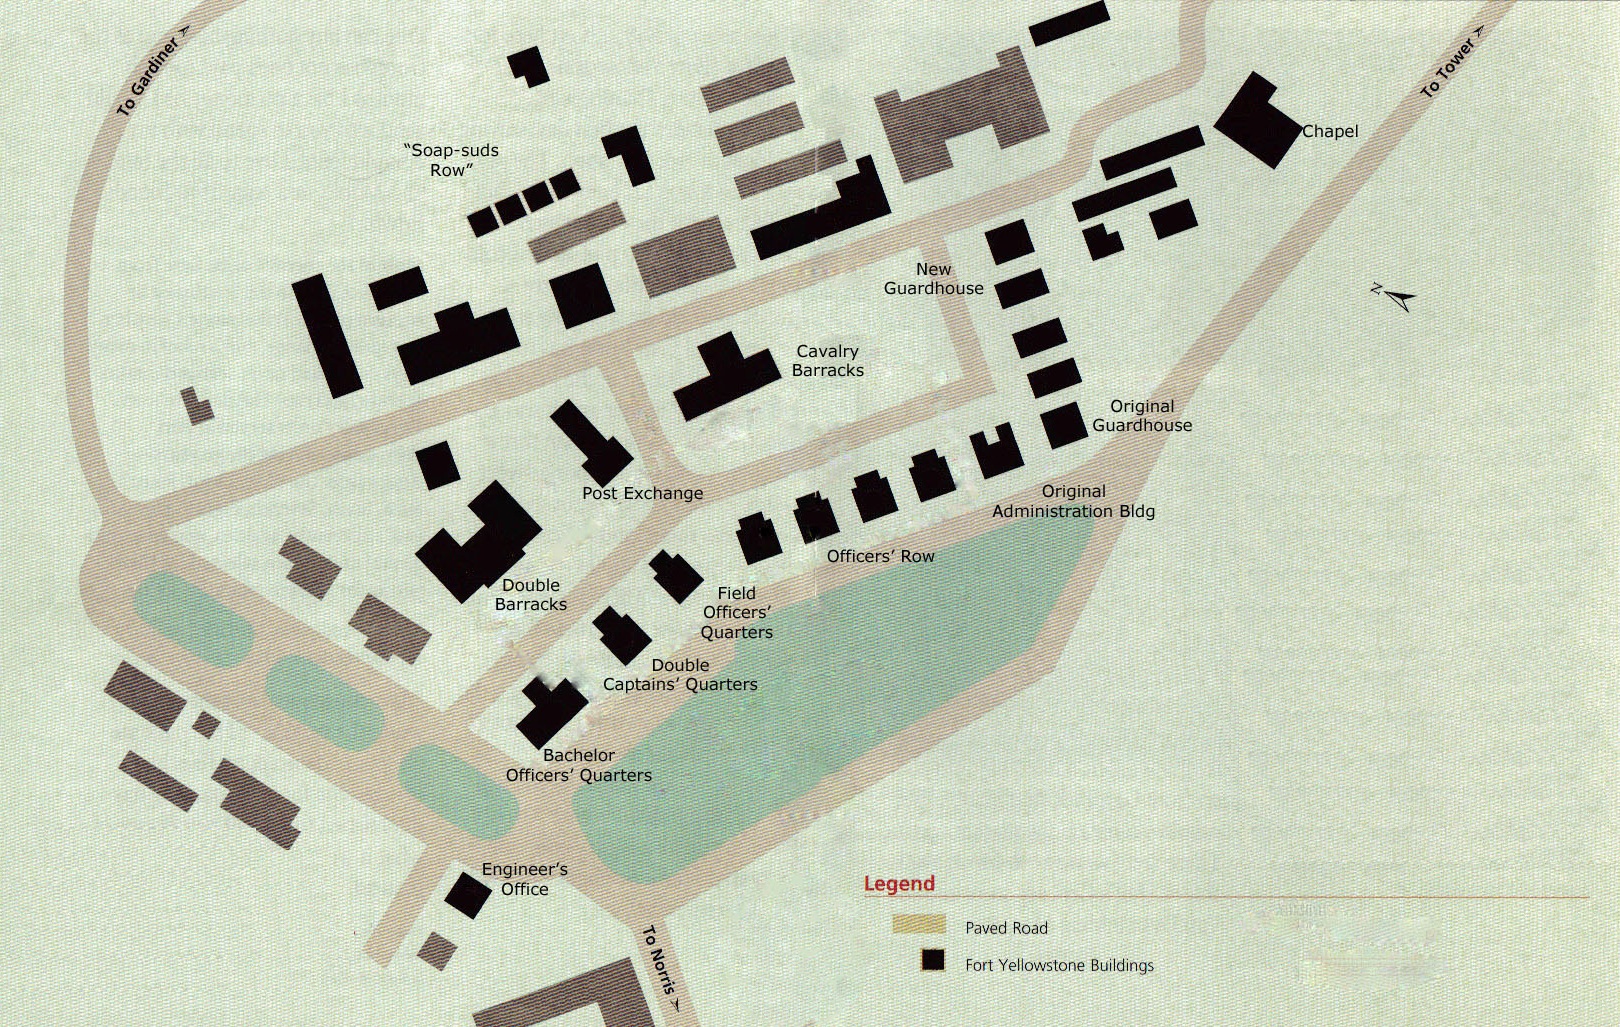 To Gardiner
To Tower
“Soap-suds
Row”
Chapel
New
Guardhouse
N
Cavalry
Barracks
Original
Guardhouse
Post Exchange
Original
Administration Bldg
Officers’ Row
Double
Barracks
Field
Officers’
Quarters
Double
Captains’ Quarters
Bachelor
Officers’ Quarters
Engineer’s
Office
To Norris
Legend
Paved Road
Fort Yellowstone Buildings